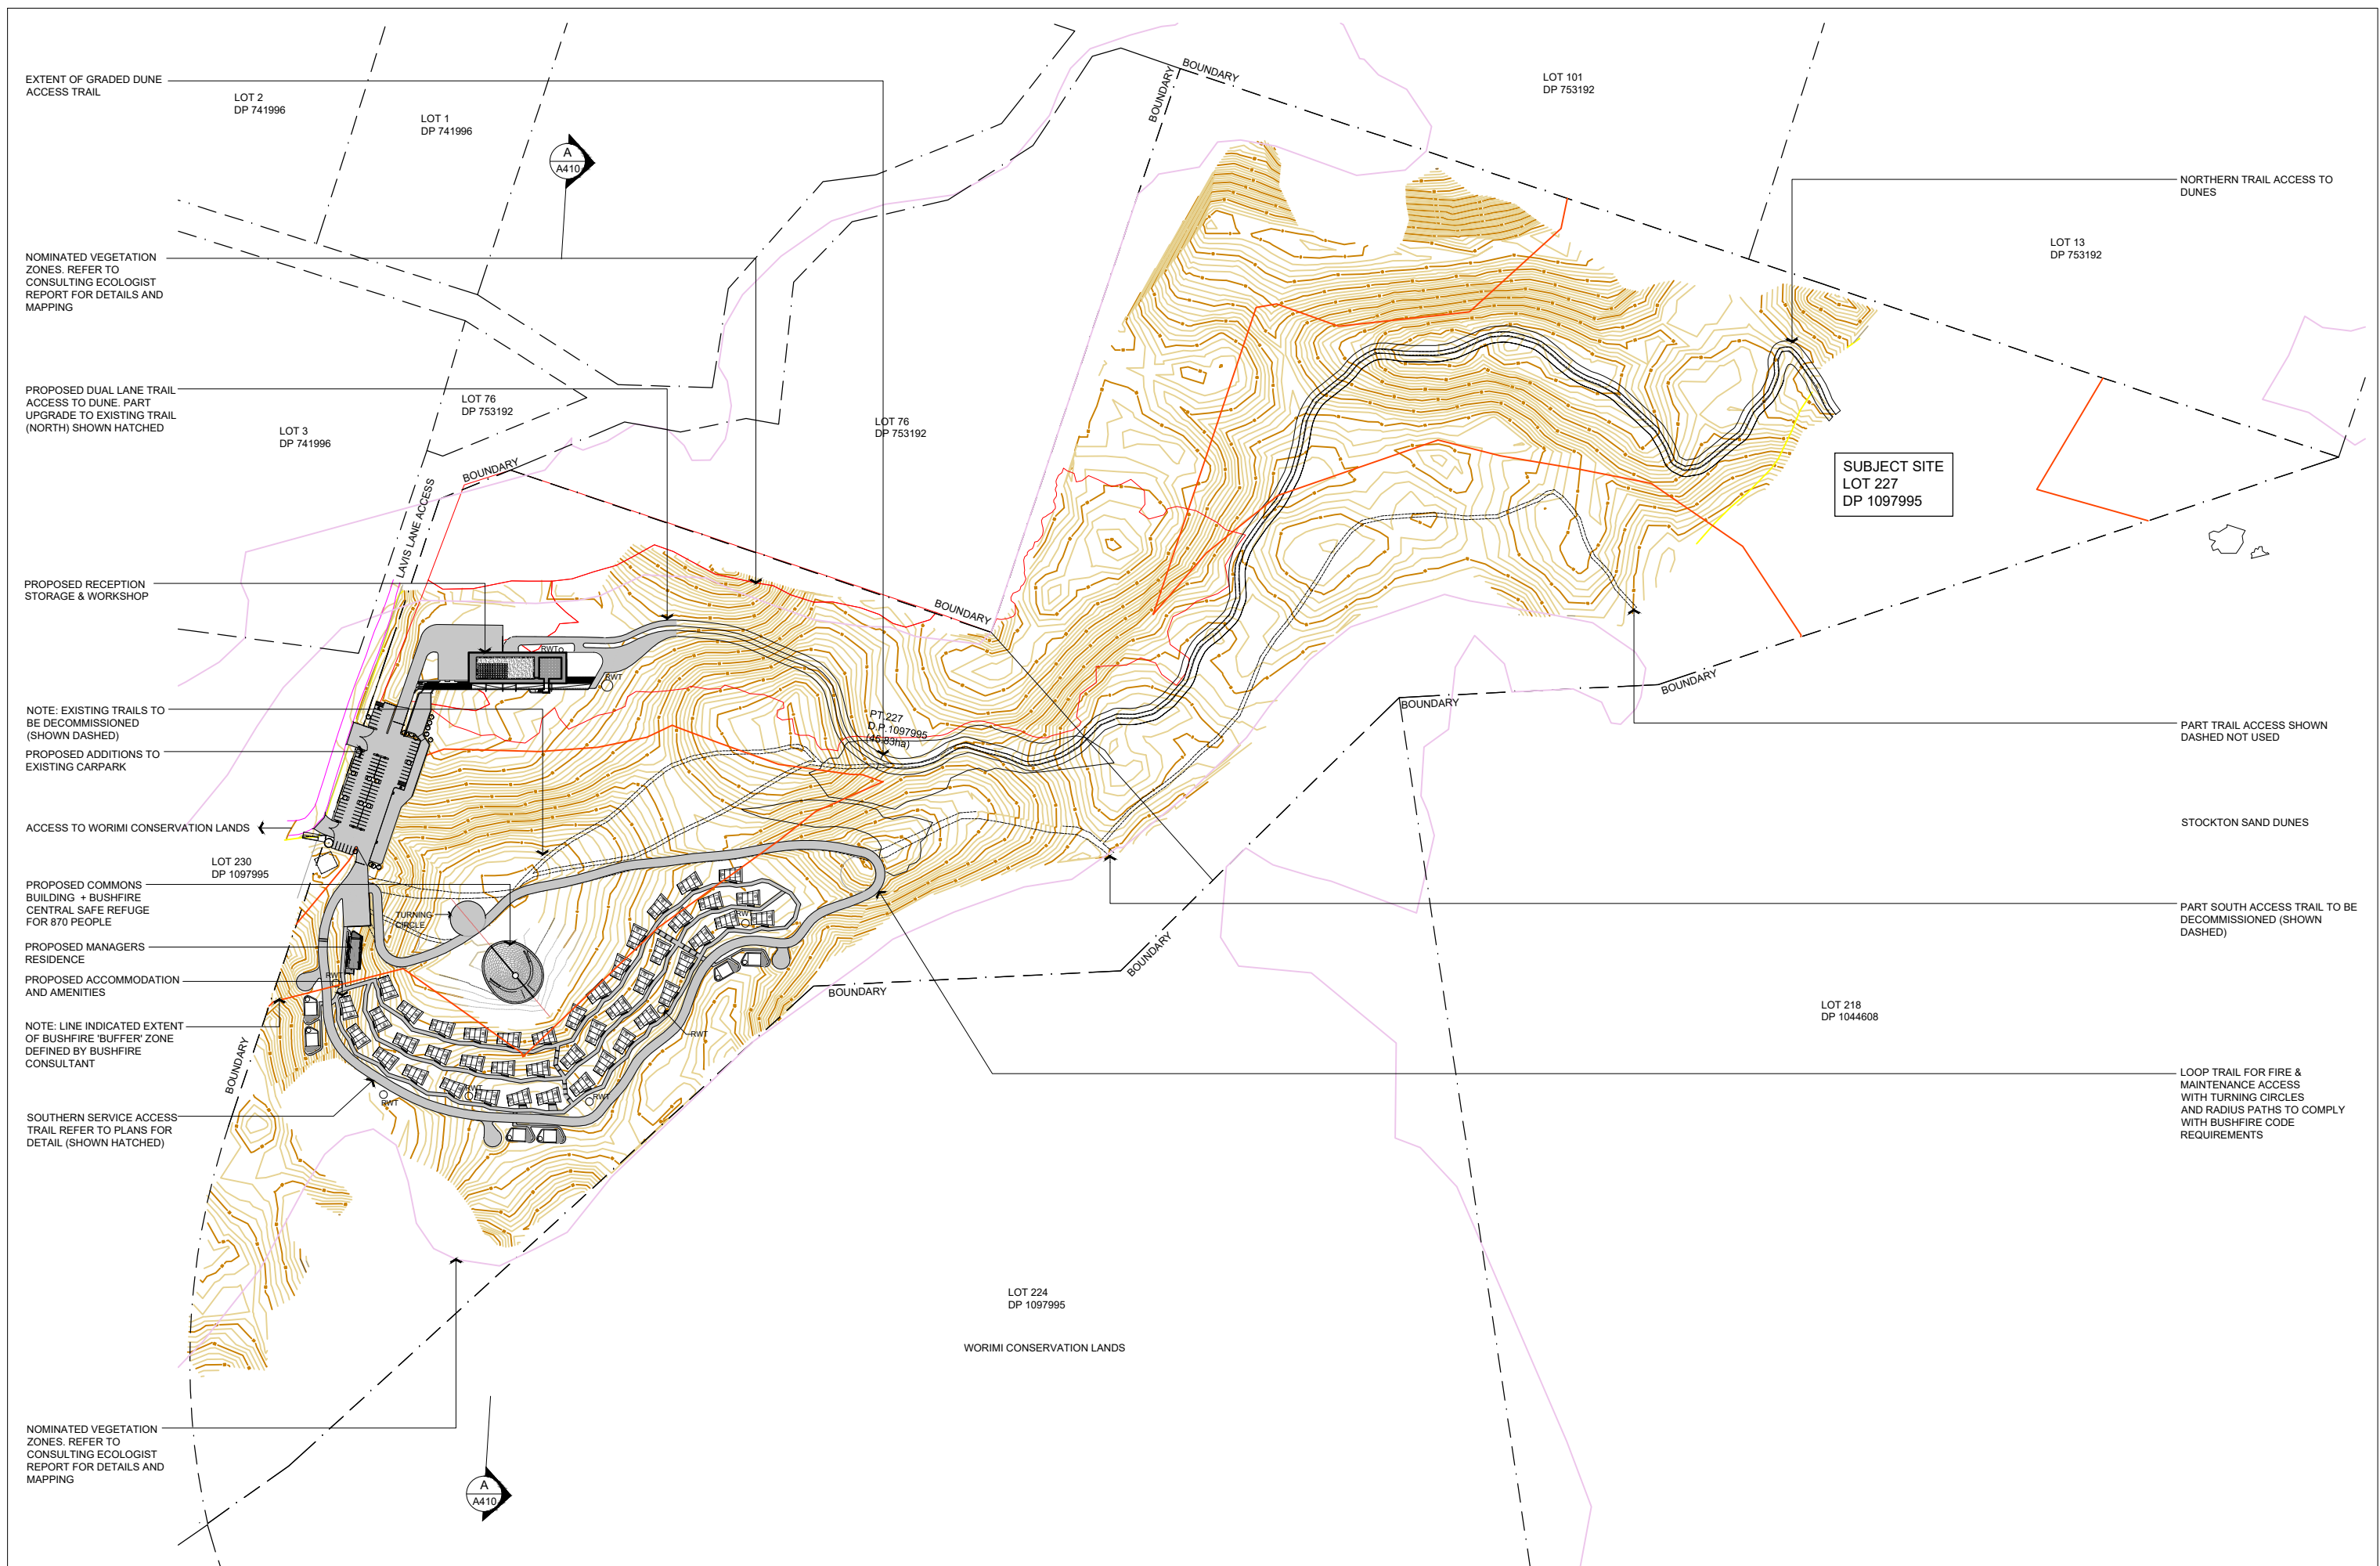 EXTENT OF GRADED DUNE
ACCESS TRAIL
LOT 2
DP 741996
LOT 1
DP 741996
A
A410
BOUNDARY
BOUNDARY
LOT 101
DP 753192
NORTHERN TRAIL ACCESS TO
DUNES
LOT 13
DP 753192
NOMINATED VEGETATION
ZONES. REFER TO
CONSULTING ECOLOGIST
REPORT FOR DETAILS AND
MAPPING
PROPOSED DUAL LANE TRAIL
ACCESS TO DUNE. PART
UPGRADE TO EXISTING TRAIL
(NORTH) SHOWN HATCHED
LOT 3
DP 741996
LOT 76
DP 753192
LOT 76
DP 753192
BOUNDARY
LAVIS LANE ACCESS
SUBJECT SITE
LOT 227
DP 1097995
PROPOSED RECEPTION
STORAGE & WORKSHOP
BOUNDARY
RWT
RWT
NOTE: EXISTING TRAILS TO
BE DECOMMISSIONED
(SHOWN DASHED)
PT.227
D.P.1097995
(46.83ha)
BOUNDARY
BOUNDARY
PART TRAIL ACCESS SHOWN
DASHED NOT USED
PROPOSED ADDITIONS TO
EXISTING CARPARK
ACCESS TO WORIMI CONSERVATION LANDS
STOCKTON SAND DUNES
LOT 230
DP 1097995
PROPOSED COMMONS
BUILDING + BUSHFIRE
CENTRAL SAFE REFUGE
FOR 870 PEOPLE
TURNING
CIRCLE
RWT
PART SOUTH ACCESS TRAIL TO BE
DECOMMISSIONED (SHOWN
DASHED)
PROPOSED MANAGERS
RESIDENCE
BOUNDARY
RWT
PROPOSED ACCOMMODATION
AND AMENITIES
BOUNDARY
LOT 218
DP 1044608
NOTE: LINE INDICATED EXTENT
OF BUSHFIRE 'BUFFER' ZONE
DEFINED BY BUSHFIRE
CONSULTANT
RWT
BOUNDARY
LOOP TRAIL FOR FIRE &
MAINTENANCE ACCESS
WITH TURNING CIRCLES
AND RADIUS PATHS TO COMPLY
WITH BUSHFIRE CODE
REQUIREMENTS
RWT
RWT
RWT
SOUTHERN SERVICE ACCESS
TRAIL REFER TO PLANS FOR
DETAIL (SHOWN HATCHED)
LOT 224
DP 1097995
WORIMI CONSERVATION LANDS
NOMINATED VEGETATION
ZONES. REFER TO
CONSULTING ECOLOGIST
REPORT FOR DETAILS AND
MAPPING
A
A410